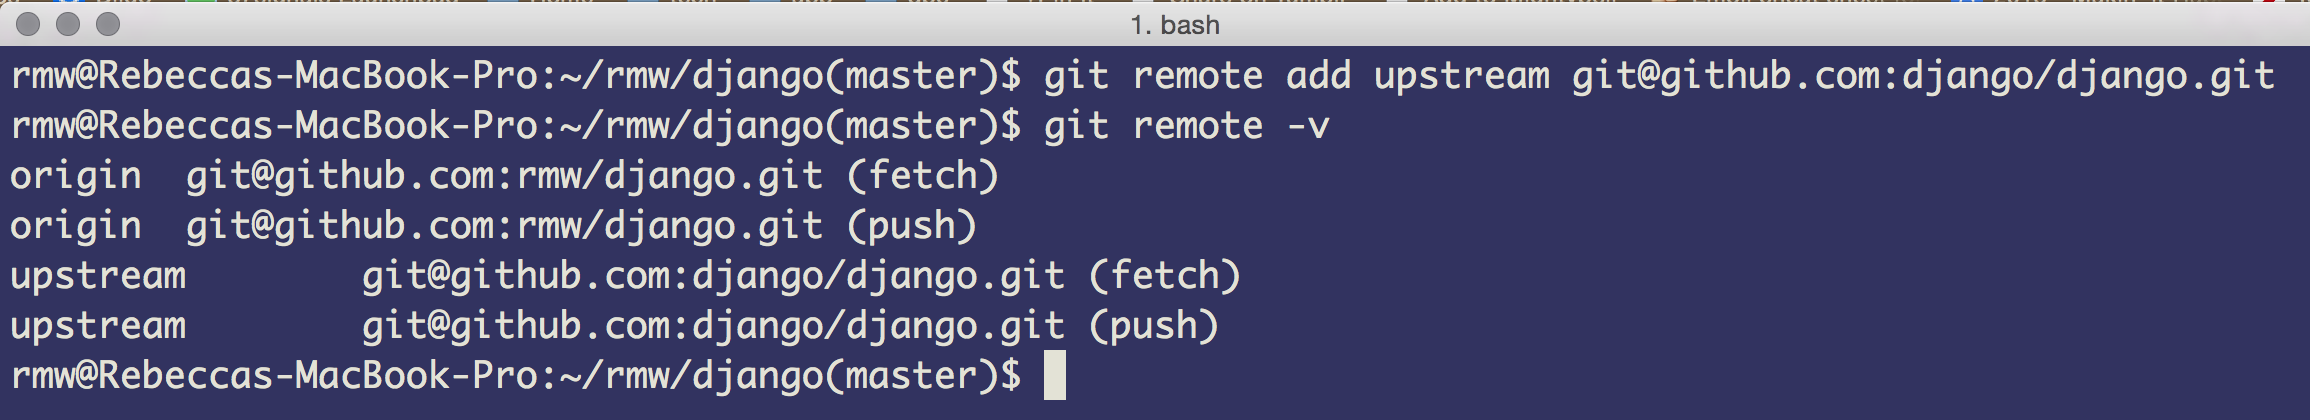 1. bash
rmw@Rebeccas-MacBook-Pro:~/rmw/django(master)$ git remote add upstream git@github.com:django/django.git
rmw@Rebeccas-MacBook-Pro:~/rmw/django(master)$ git remote -v
origin  git@github.com:rmw/django.git (fetch)
origin  git@github.com:rmw/django.git (push)
upstream        git@github.com:django/django.git (fetch)
upstream        git@github.com:django/django.git (push)
rmw@Rebeccas-MacBook-Pro:~/rmw/django(master)$